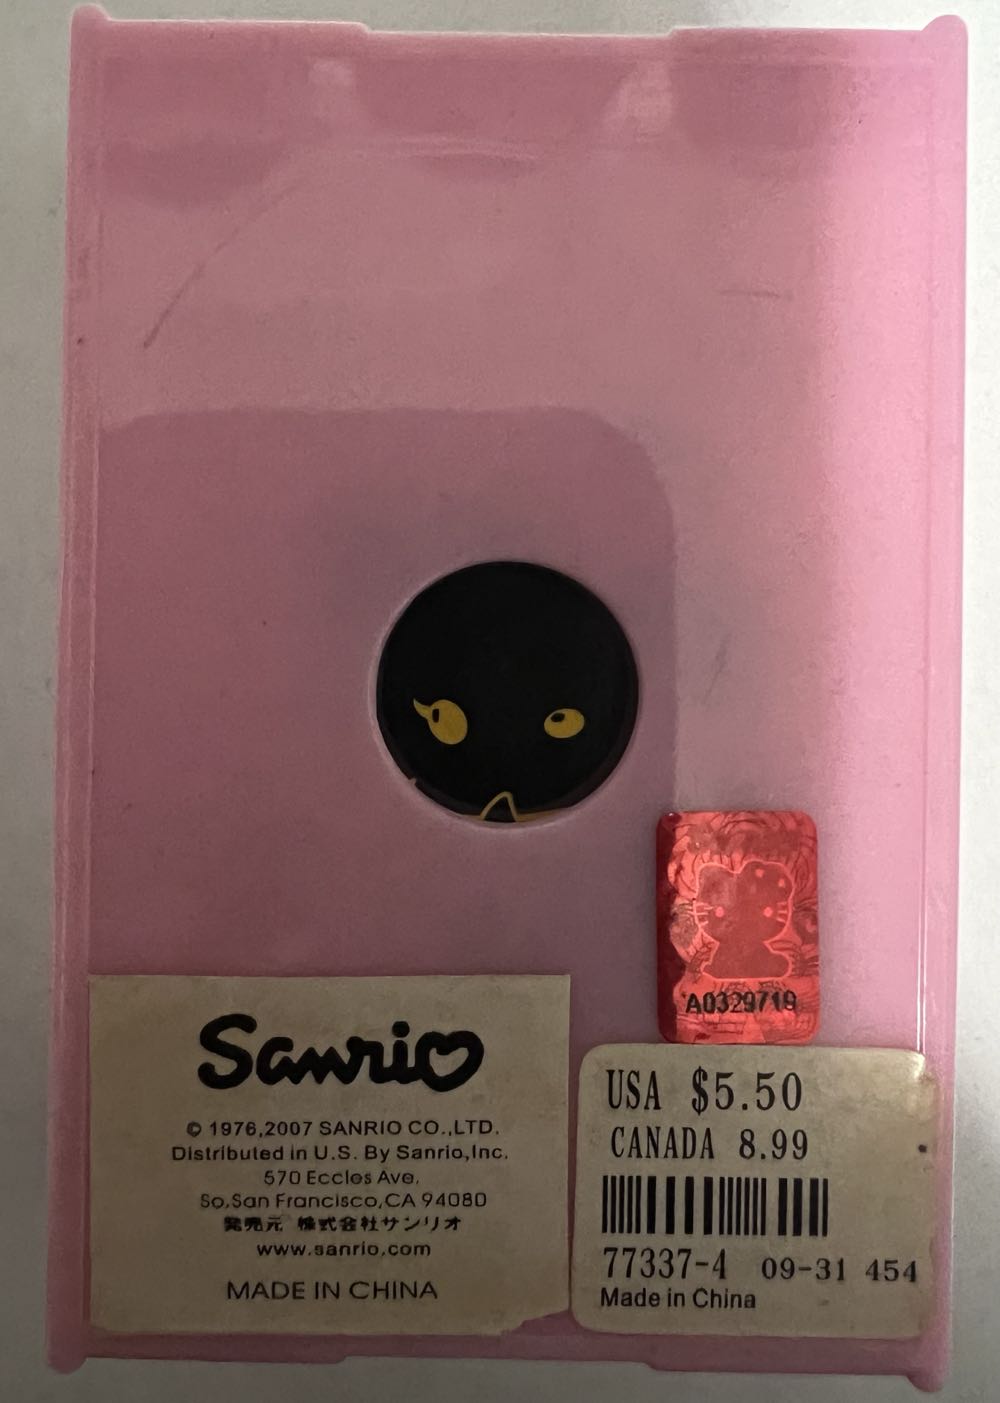 A0329719
Sanrio
© 1976,2007 SANRIO CO.,LTD.
Distributed in U.S. By Sanrio,Inc.
570 Eccles Ave.
So.San Francisco,CA 94080
発売元 株式会社サンリオ
www.sanrio.com
MADE IN CHINA
USA $5.50
CANADA 8.99
77337-4 09-31 454
Made in China